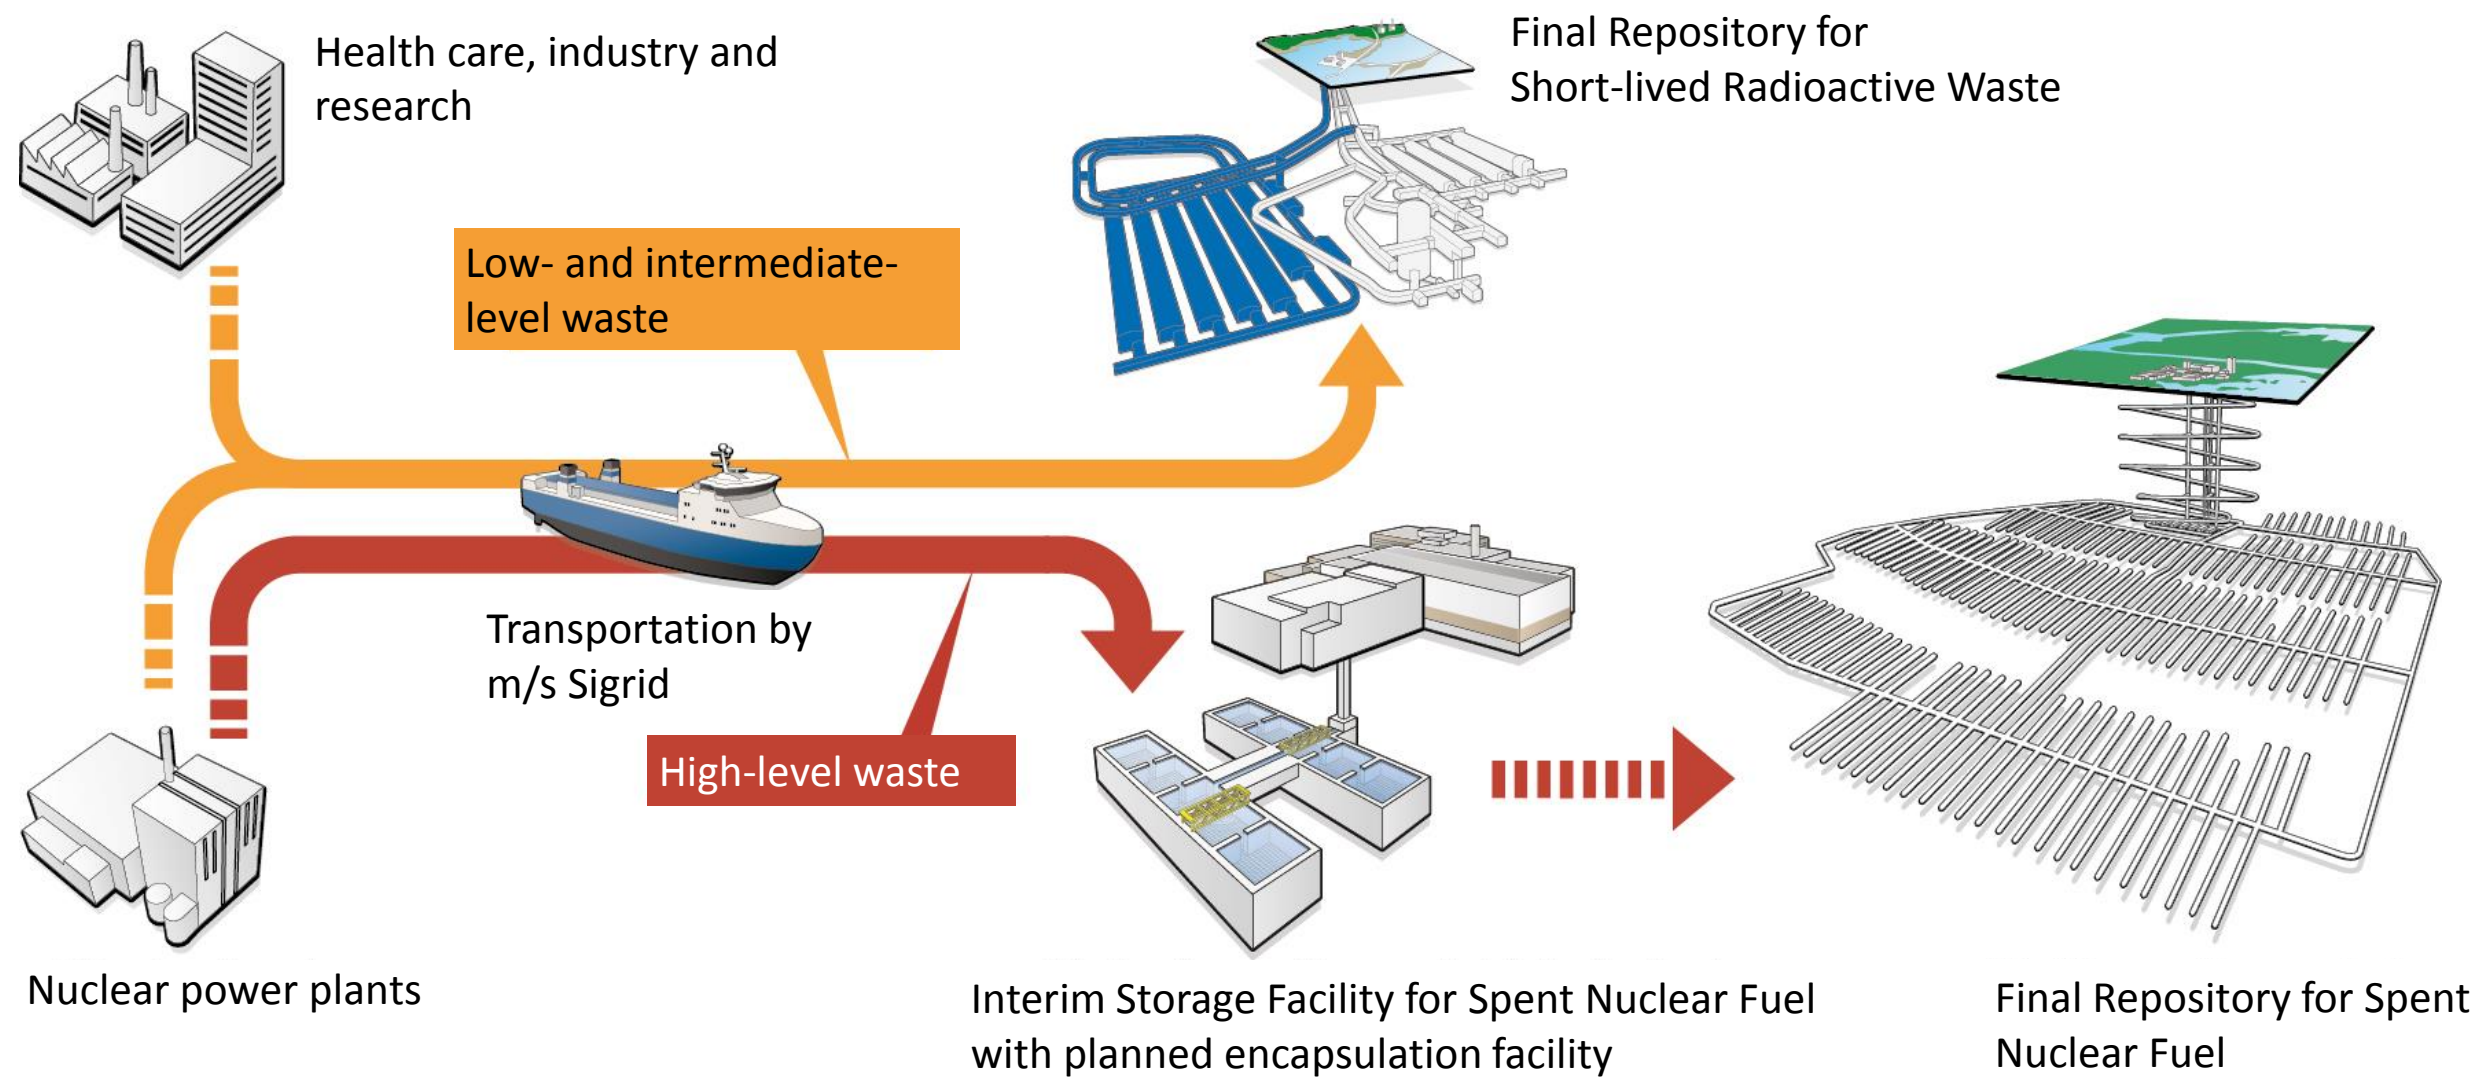 Health care, industry and
research
Final Repository for
Short-lived Radioactive Waste
Low- and intermediate-
level waste
Transportation by
m/s Sigrid
High-level waste
Nuclear power plants
Interim Storage Facility for Spent Nuclear Fuel
with planned encapsulation facility
Final Repository for Spent
Nuclear Fuel